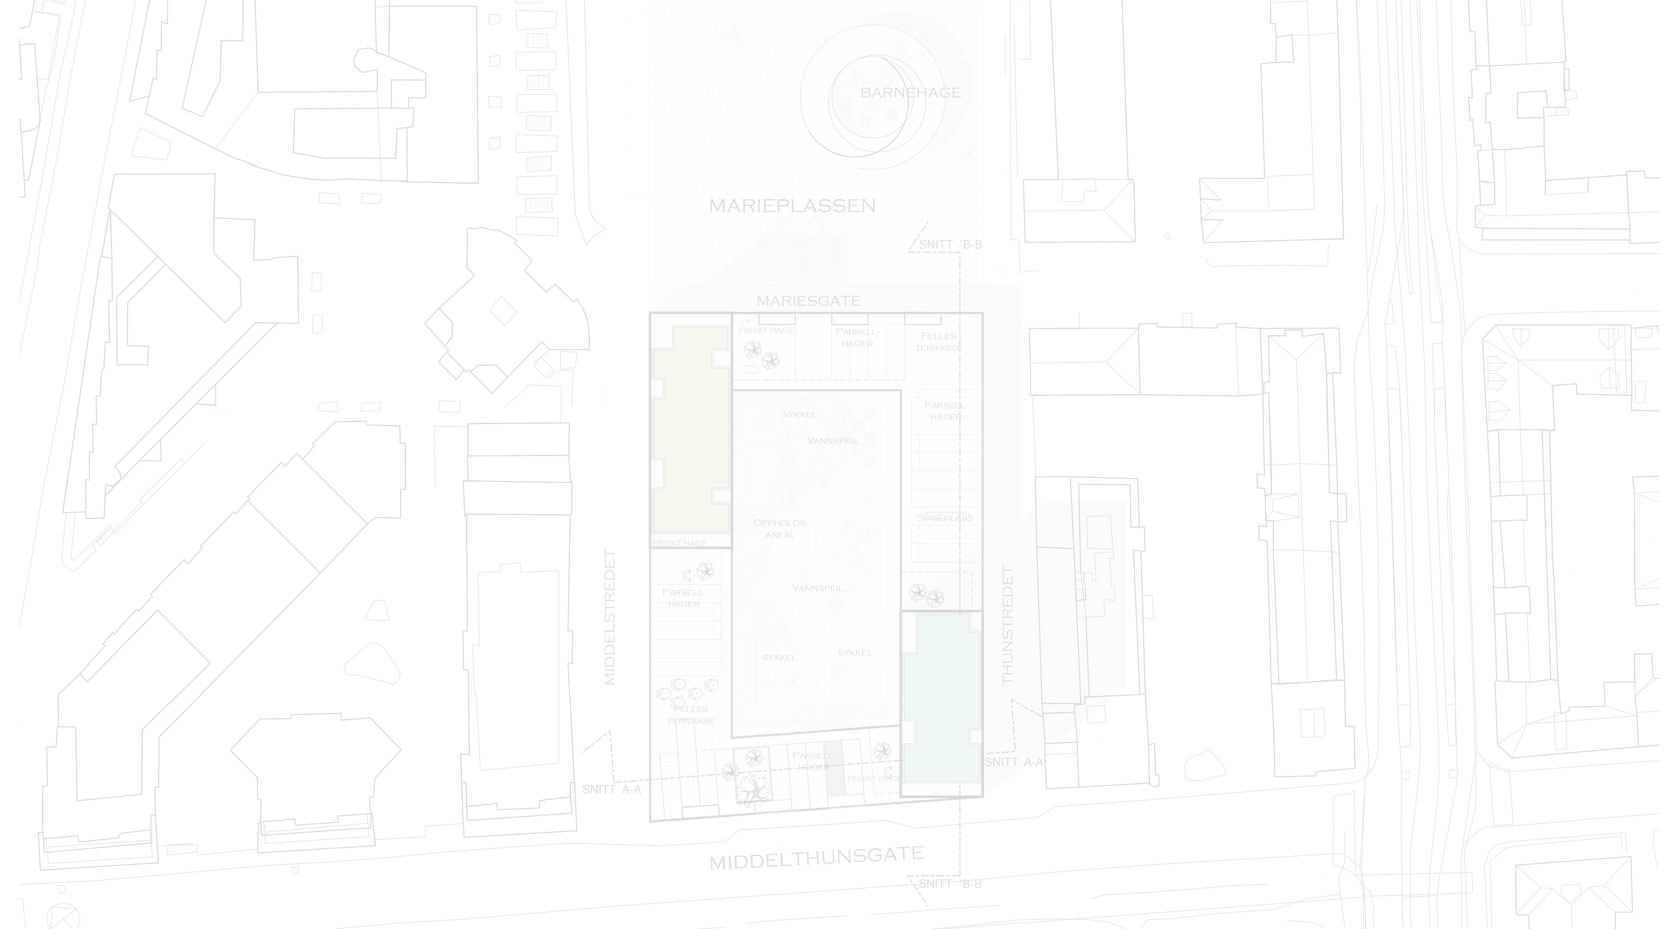 BARNEHAGE
MARIEPLASSEN
SNITT B-B
MARIESGATE
PRIVAT HAGE
PARSELL-
HAGER
FELLES
TERRASSE
PARSELL-
HAGER
SYKKEL
VANNSPEIL
OPPHOLDS-
AREAL
SPILLEPLASS
PRIVAT HAGE
PARSELL-
HAGER
VANNSPEIL
MIDDELSTREDET
THUNSTREDET
SYKKEL
SYKKEL
FELLES
TERRASSE
PARSELL-
HAGER
PRIVAT HAGE
SNITT A-A
SNITT A-A
MIDDELTHUNSGATE
SNITT B-B